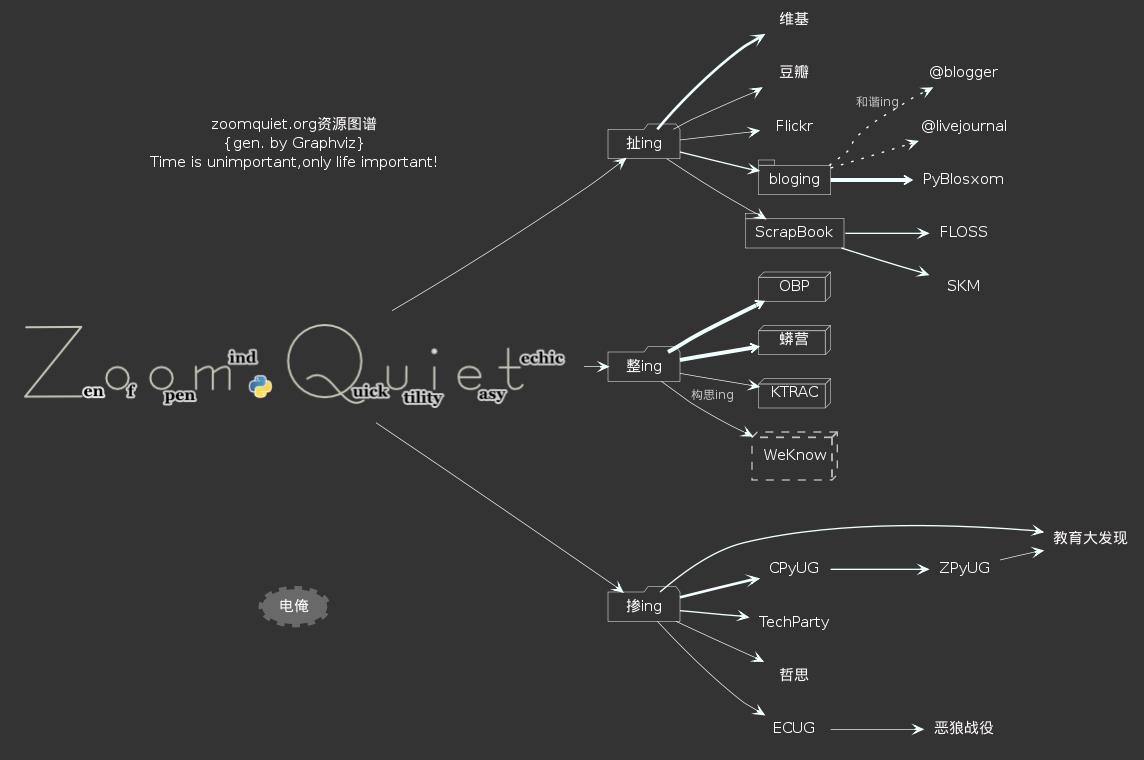 zoomquiet.org资源图谱
{gen. by Graphviz}
Time is unimportant,only life important!
Zoom Quiet
en f pen ind uick tility asy echic
扯ing
维基
豆瓣
Flickr
bloging
和谐ing
@blogger
@livejournal
PyBlosxom
ScrapBook
FLOSS
SKM
整ing
OBP
蟒营
KTRAC
构思ing
WeKnow
掺ing
教育大发现
CPyUG
ZPyUG
TechParty
哲思
ECUG
恶狼战役
电俺